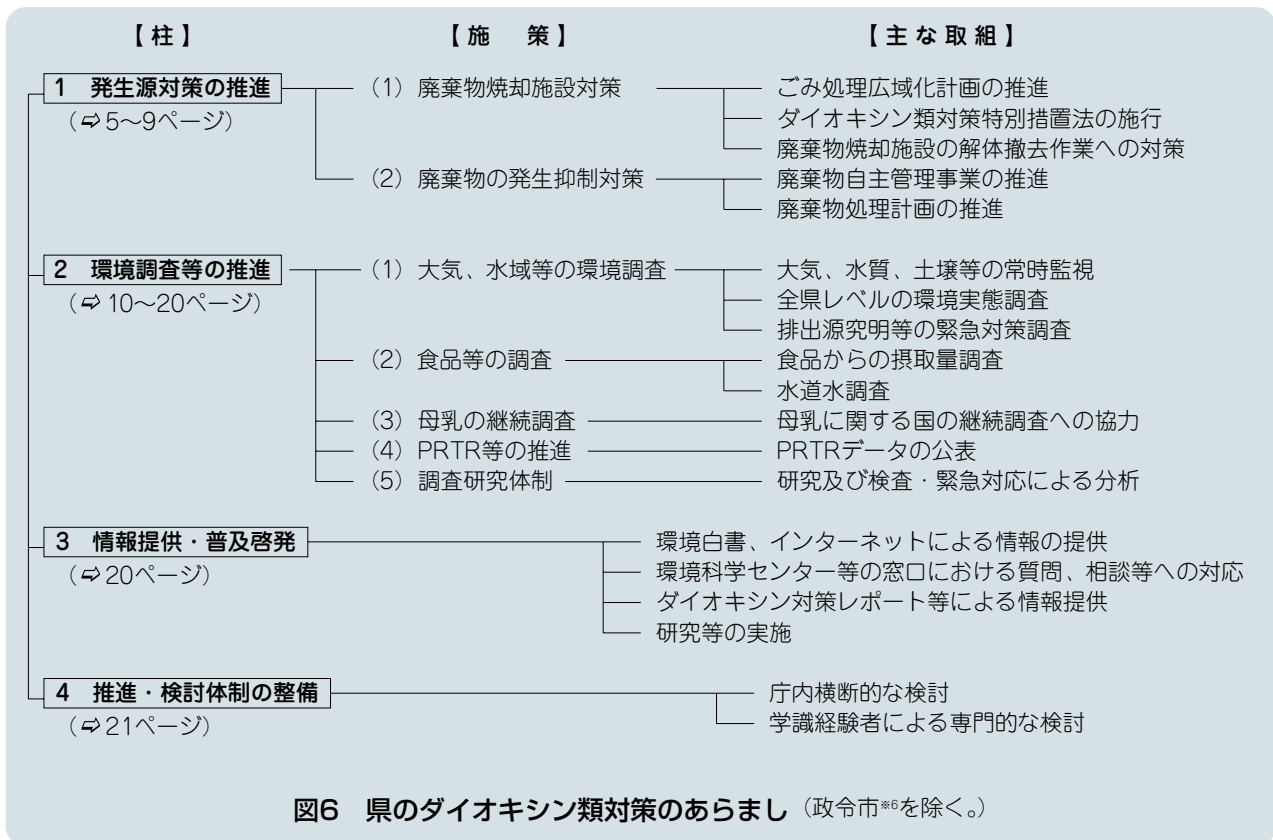 【柱】 【施 策】 【主な取組】
1 発生源対策の推進 (1) 廃棄物焼却施設対策 ごみ処理広域化計画の推進
(⇨5~9ページ) ダイオキシン類対策特別措置法の施行
廃棄物焼却施設の解体撤去作業への対策
(2) 廃棄物の発生抑制対策 廃棄物自主管理事業の推進
廃棄物処理計画の推進
2 環境調査等の推進 (1) 大気、水域等の環境調査 大気、水質、土壌等の常時監視
(⇨10~20ページ) 全県レベルの環境実態調査
排出源究明等の緊急対策調査
(2) 食品等の調査 食品からの摂取量調査
水道水調査
(3) 母乳の継続調査 母乳に関する国の継続調査への協力
(4) PRTR等の推進 PRTRデータの公表
(5) 調査研究体制 研究及び検査・緊急対応による分析
3 情報提供・普及啓発 環境白書、インターネットによる情報の提供
(⇨20ページ) 環境科学センター等の窓口における質問、相談等への対応
ダイオキシン対策レポート等による情報提供
研究等の実施
4 推進・検討体制の整備 庁内横断的な検討
(⇨21ページ) 学識経験者による専門的な検討
図6 県のダイオキシン類対策のあらまし(政令市※6を除く。)